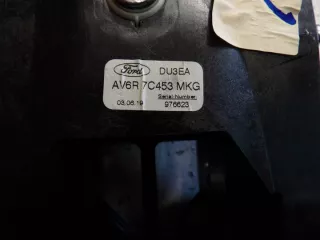 Ford DU3EA
AV6R 7C453 MKG
03.06.19 Serial Number
976623